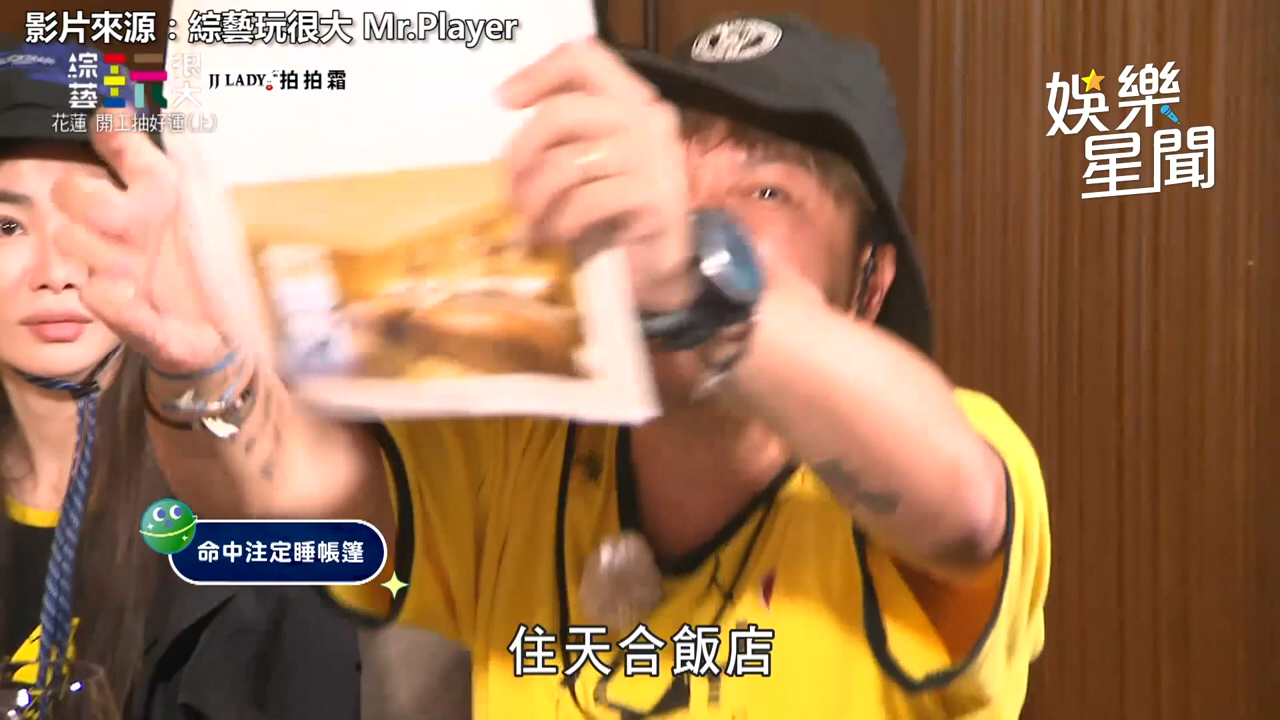 影片來源：綜藝玩很大 Mr.Player
綜藝玩很大
JJ LADY 拍拍霜
花蓮 開工抽好運(上)
娛樂
星聞
命中注定睡帳篷
住天合飯店